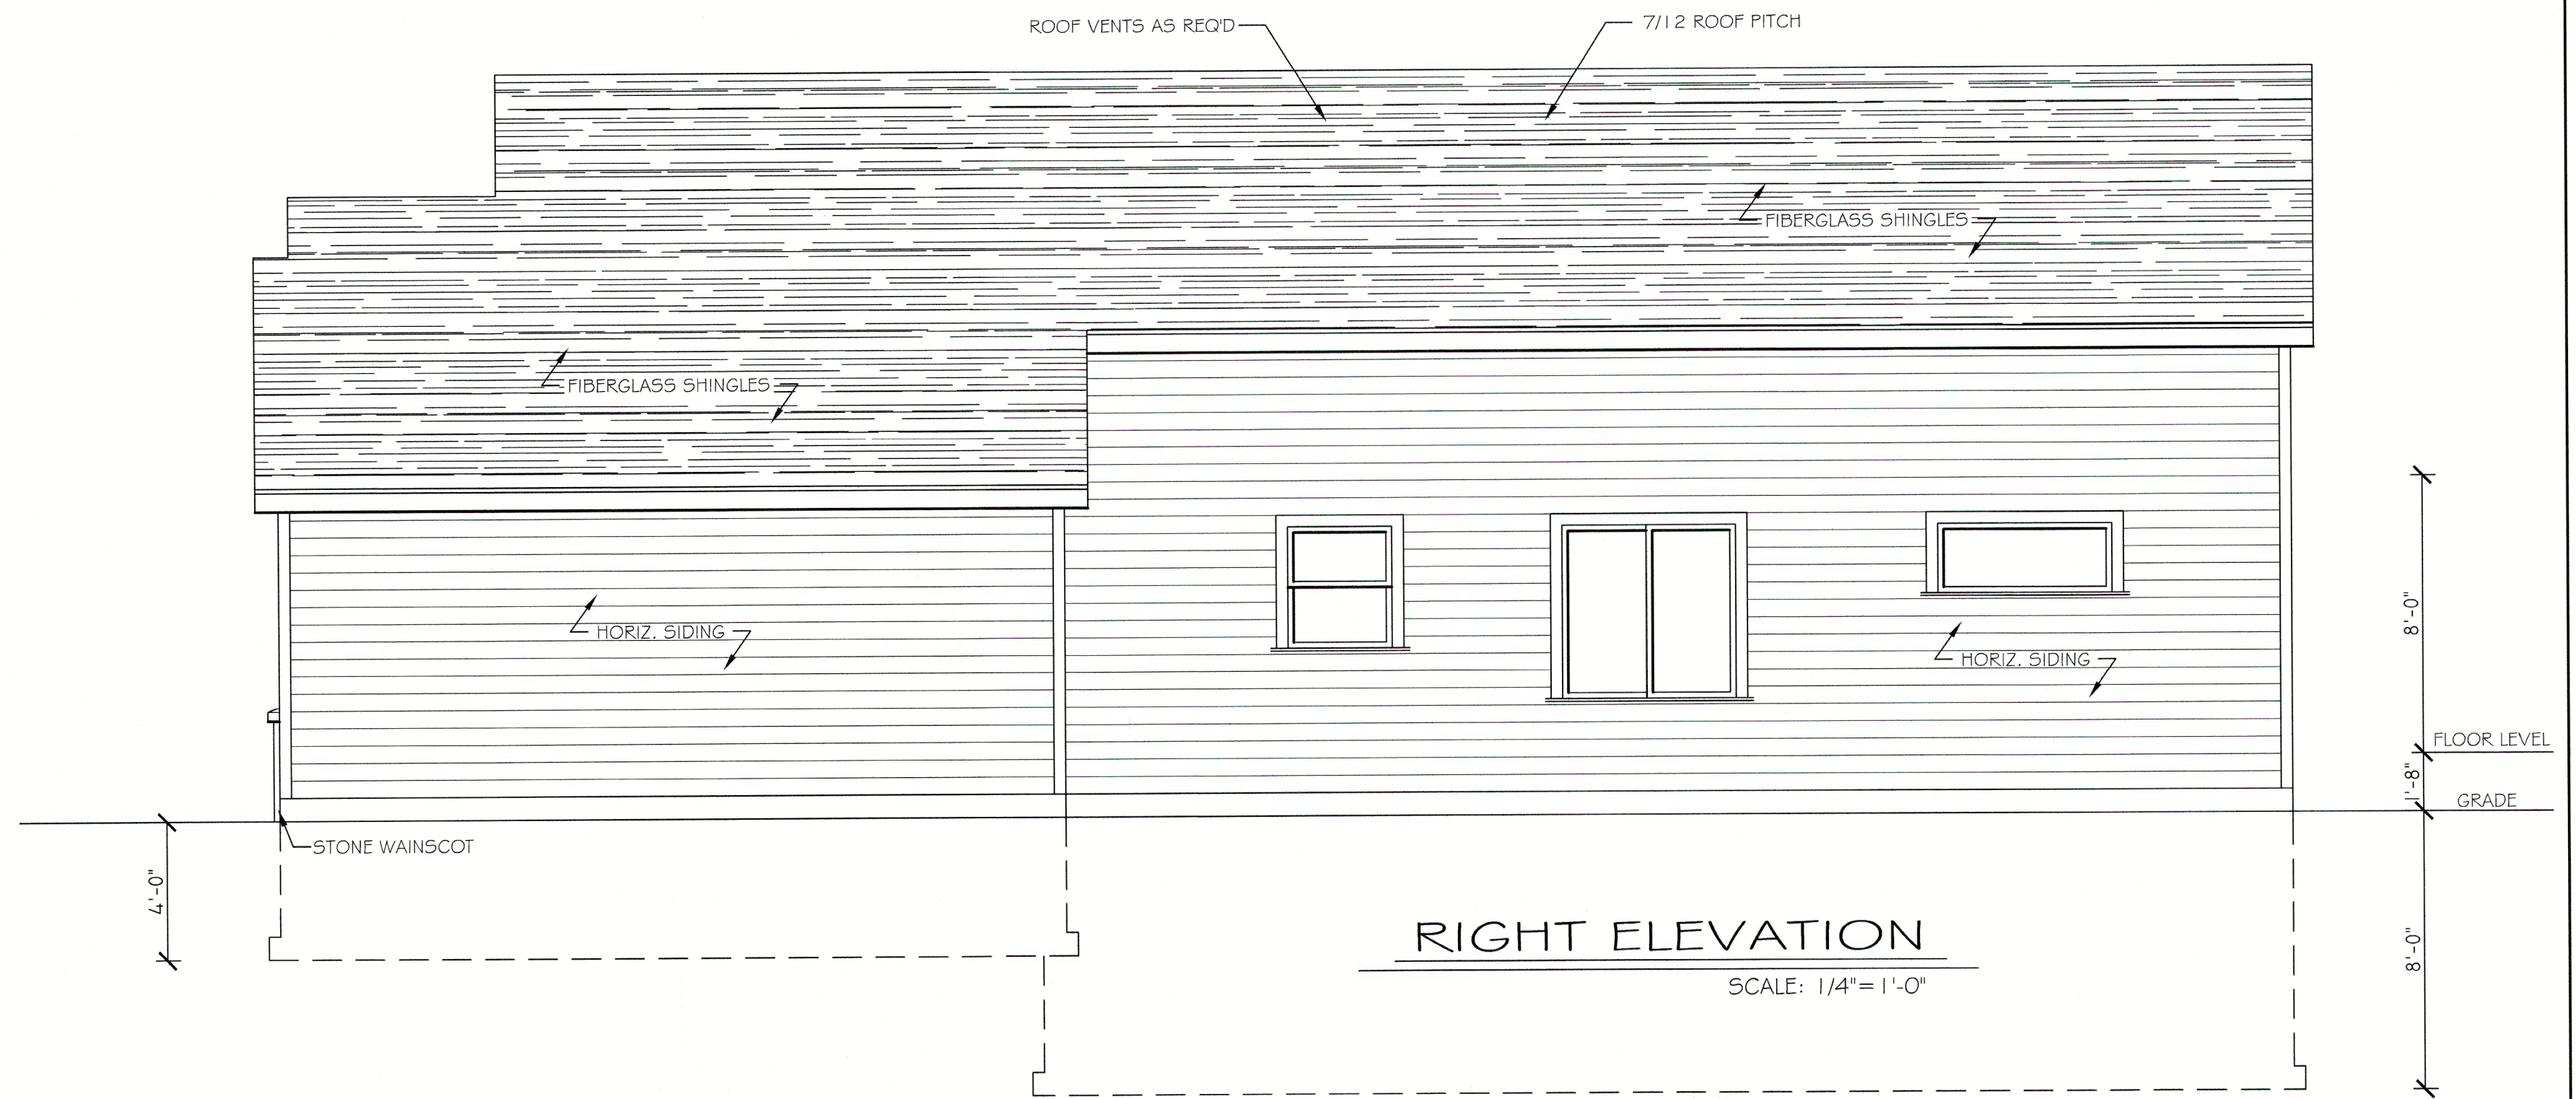 ROOF VENTS AS REQ'D
7/12 ROOF PITCH
FIBERGLASS SHINGLES
FIBERGLASS SHINGLES
HORIZ. SIDING
HORIZ. SIDING
8'-0"
FLOOR LEVEL
1'-8"
GRADE
STONE WAINSCOT
4'-0"
8'-0"
RIGHT ELEVATION
SCALE: 1/4"=1'-0"